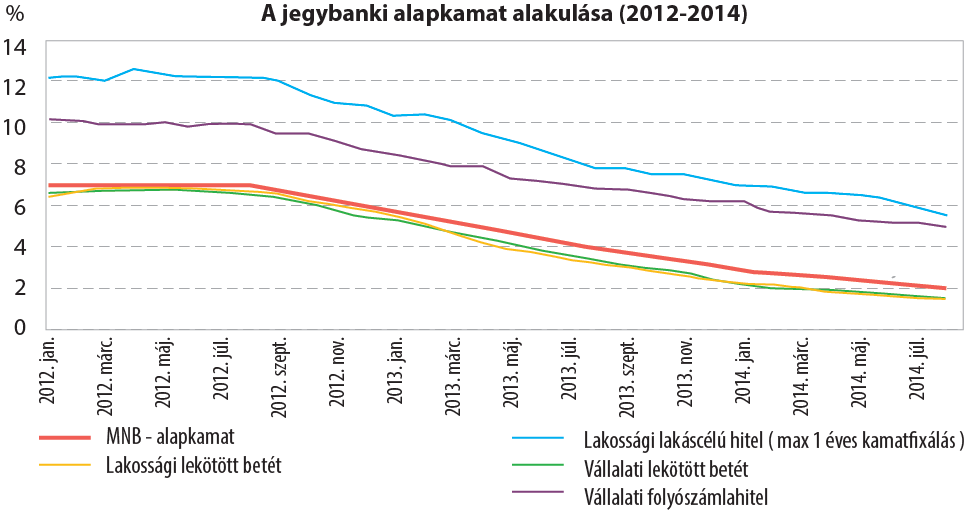 %
A jegybanki alapkamat alakulása (2012-2014)
14
12
10
8
6
4
2
0
2012. jan.
2012. márc.
2012. máj.
2012. júl.
2012. szept.
2012. nov.
2013. jan.
2013. márc.
2013. máj.
2013. júl.
2013. szept.
2013. nov.
2014. jan.
2014. márc.
2014. máj.
2014. júl.
MNB - alapkamat
Lakossági lekötött betét
Lakossági lakáscélú hitel ( max 1 éves kamatfixálás )
Vállalati lekötött betét
Vállalati folyószámlahitel